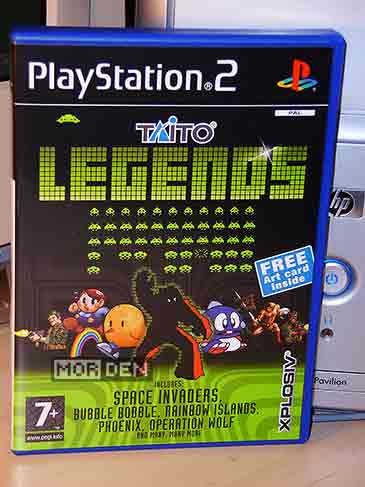 PlayStation®2
PAL
TAITO®
LEGENDS
hp
FREE
Art card
inside
MORDEN
INCLUDES:
SPACE INVADERS,
BUBBLE BOBBLE, RAINBOW ISLANDS,
PHOENIX, OPERATION WOLF
AND MANY, MANY MORE
7+
www.pegi.info
XPLOSIV
Pavilion